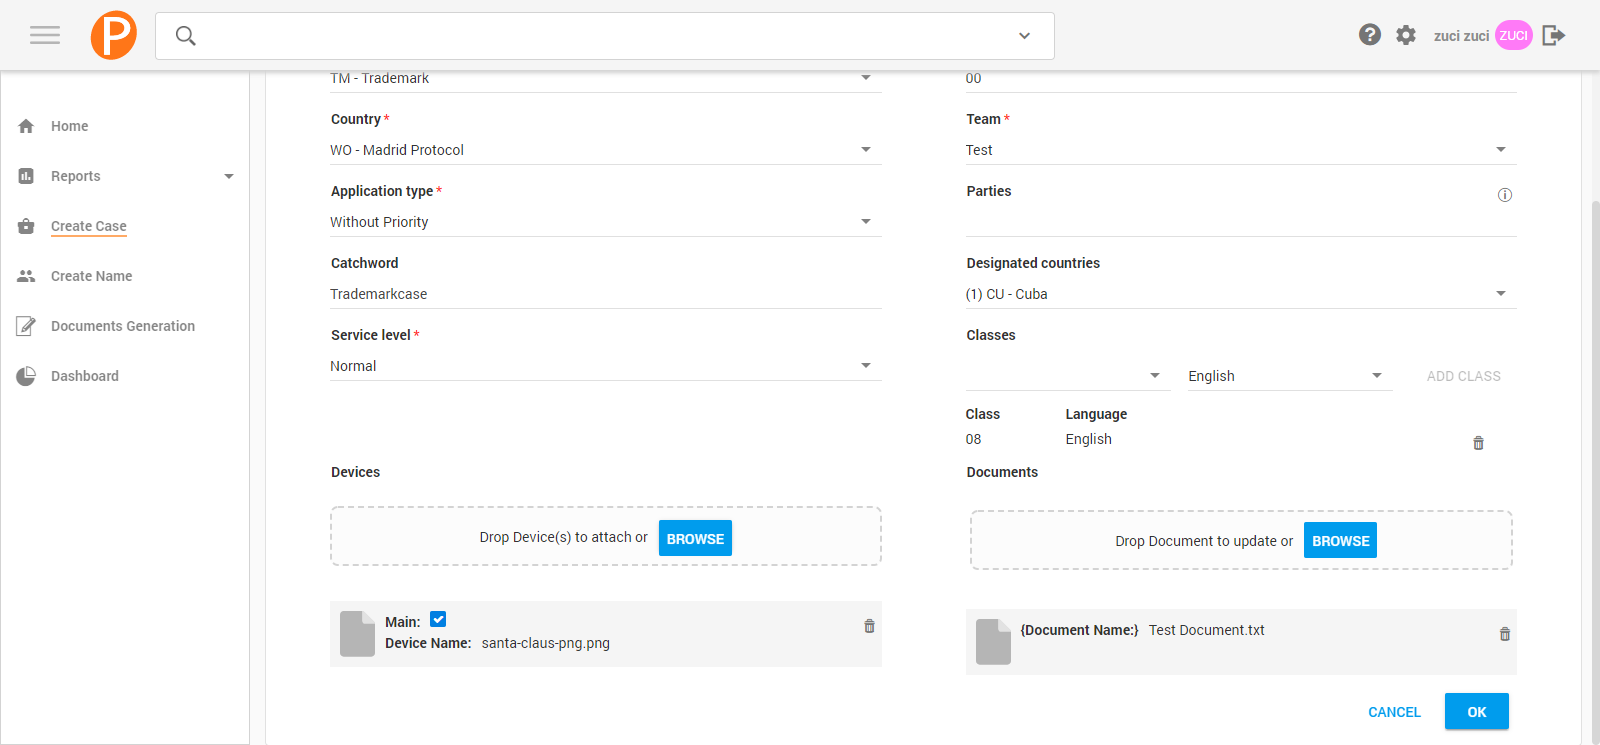 P
zuci zuci ZUCI
Home
Reports
Create Case
Create Name
Documents Generation
Dashboard
TM - Trademark
00
Country *
WO - Madrid Protocol
Team *
Test
Application type *
Without Priority
Parties
Catchword
Trademarkcase
Designated countries
(1) CU - Cuba
Service level *
Normal
Classes
English ADD CLASS
Class Language
08 English
Devices
Drop Device(s) to attach or BROWSE
Main:
Device Name: santa-claus-png.png
Documents
Drop Document to update or BROWSE
{Document Name:} Test Document.txt
CANCEL OK